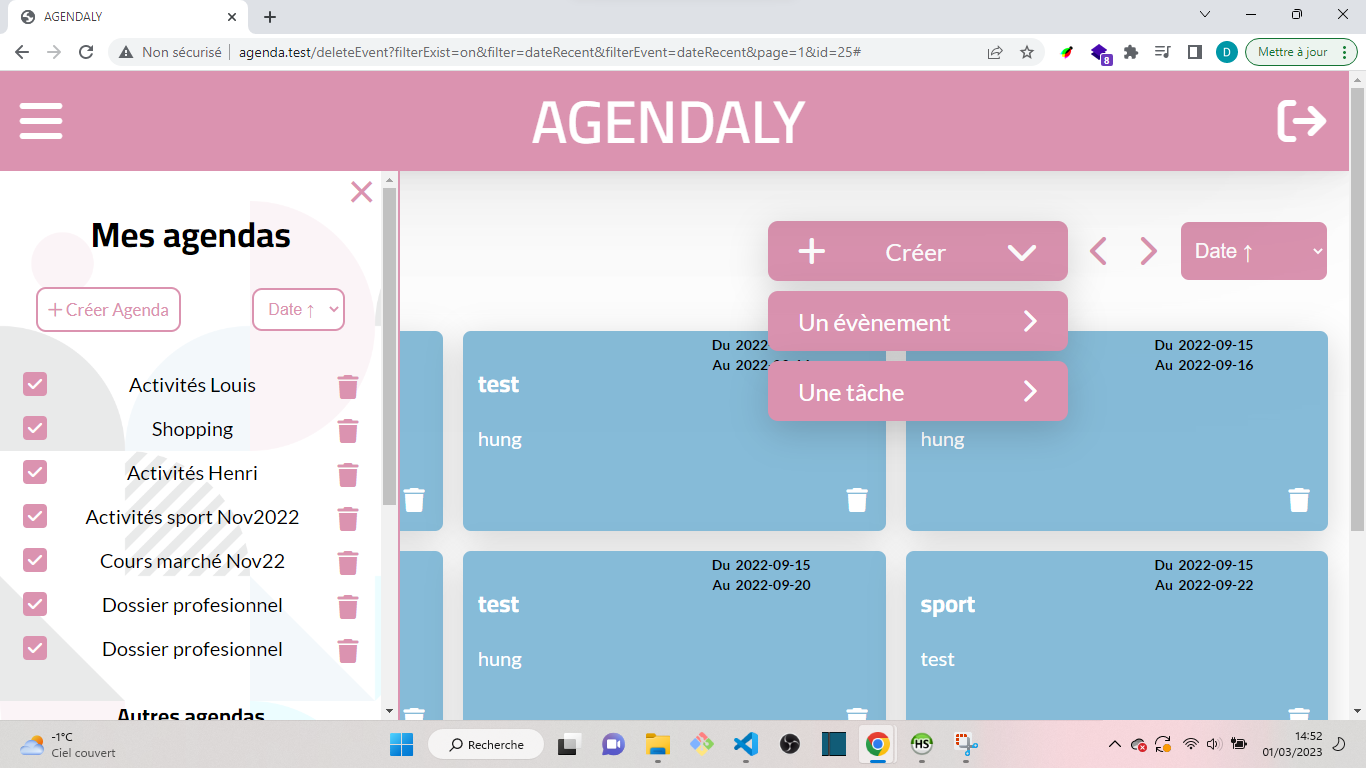 AGENDALY
Non sécurisé
agenda.test/deleteEvent?filterExist=on&filter=dateRecent&filterEvent=dateRecent&page=1&id=25#
8
D
Mettre à jour
AGENDALY
Mes agendas
Créer Agenda
Date ↑
Activités Louis
Shopping
Activités Henri
Activités sport Nov2022
Cours marché Nov22
Dossier profesionnel
Dossier profesionnel
Autres agendas
Créer
Date ↑
Un évènement
Une tâche
Du 2022
Au 2022-
test
hung
Du 2022-09-15
Au 2022-09-16
hung
Du 2022-09-15
Au 2022-09-20
test
hung
Du 2022-09-15
Au 2022-09-22
sport
test
-1°C
Ciel couvert
Recherche
HS
14:52
01/03/2023